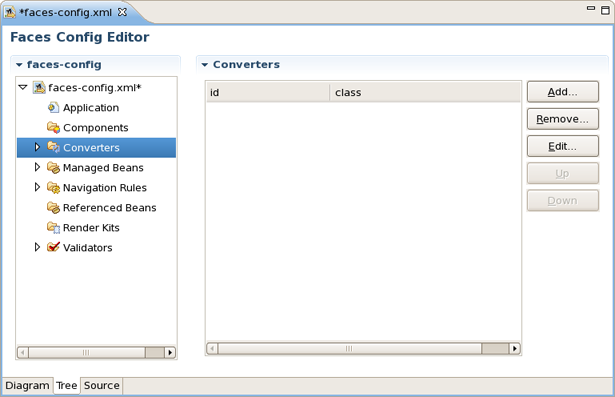 *faces-config.xml
Faces Config Editor
faces-config
faces-config.xml*
Application
Components
Converters
Managed Beans
Navigation Rules
Referenced Beans
Render Kits
Validators
Converters
id class
Add...
Remove...
Edit...
Up
Down
Diagram Tree Source